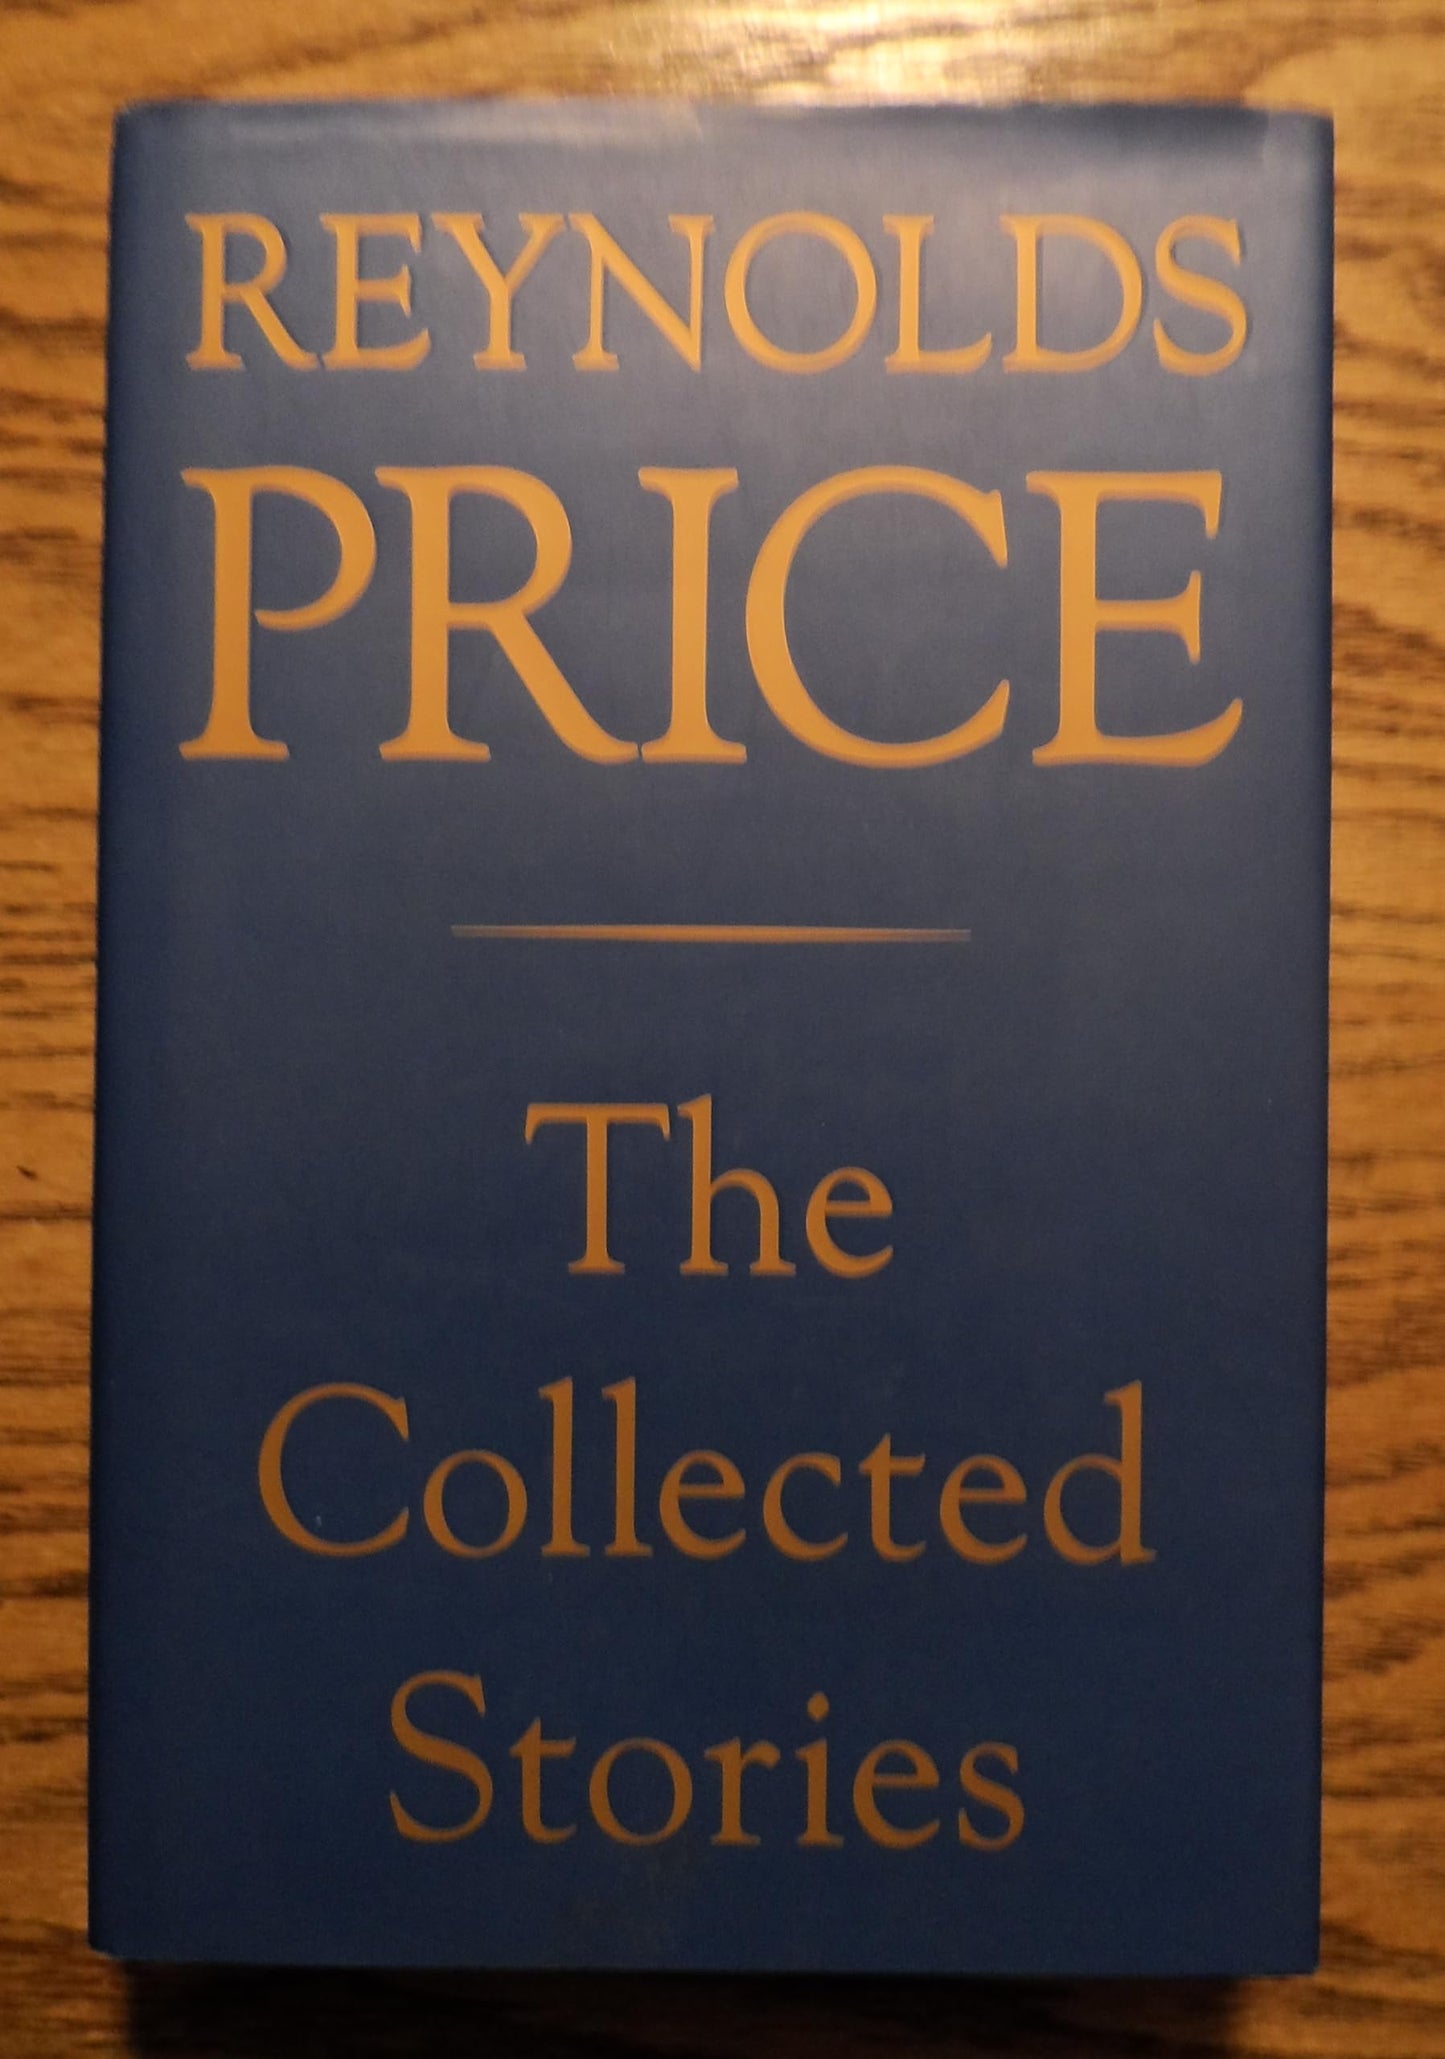 REYNOLDS
PRICE
The
Collected
Stories